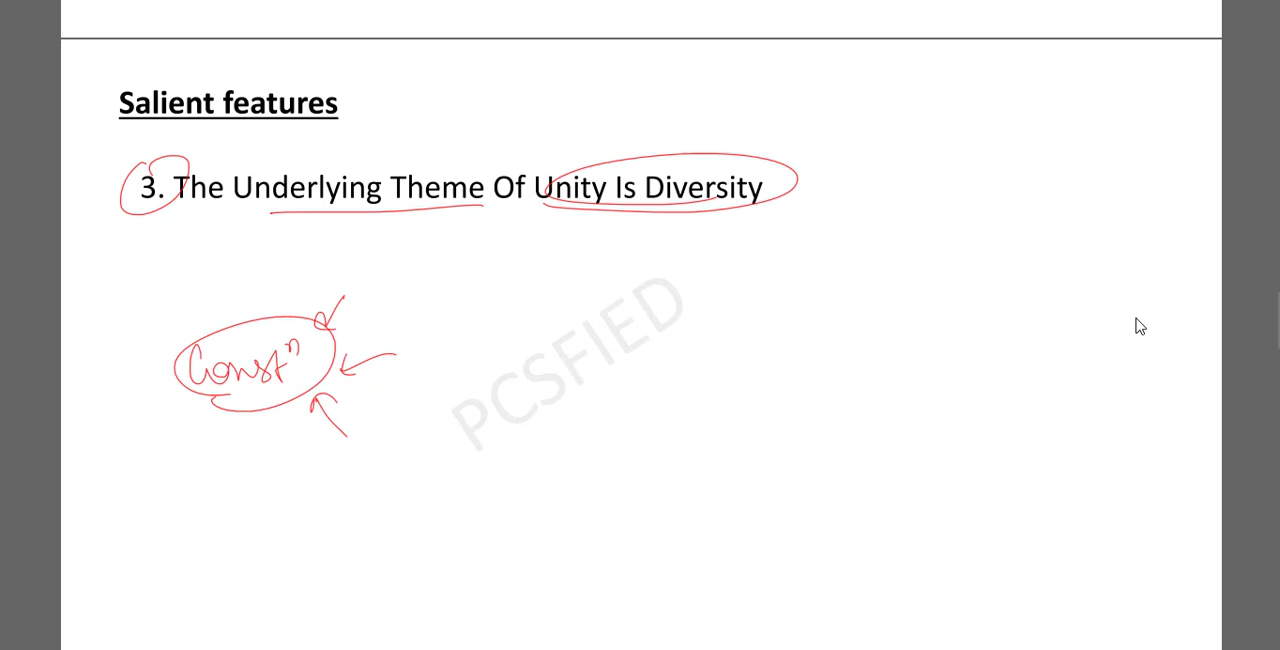 Salient features
3. The Underlying Theme Of Unity Is Diversity
PCSFIED
Constⁿ